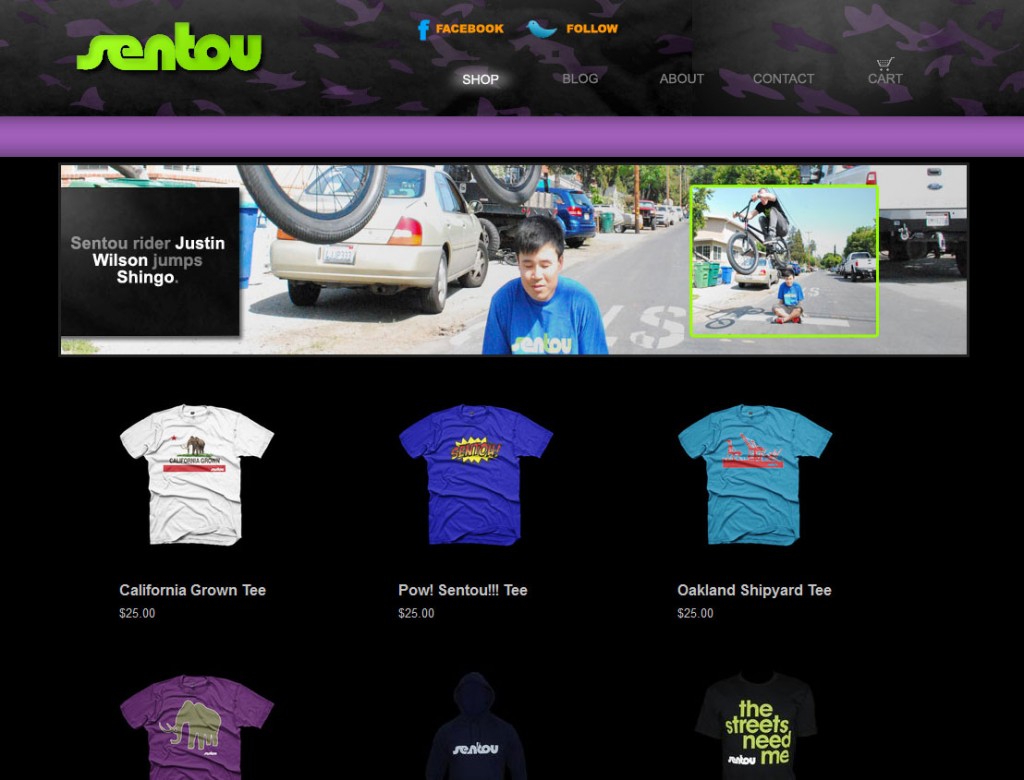 sentou
FACEBOOK
FOLLOW
SHOP
BLOG
ABOUT
CONTACT
CART
Sentou rider Justin
Wilson jumps
Shingo.
sentou
CALIFORNIA GROWN
SENTOU!
California Grown Tee
$25.00
Pow! Sentou!!! Tee
$25.00
Oakland Shipyard Tee
$25.00
sentou
the
streets
need
me
sentou